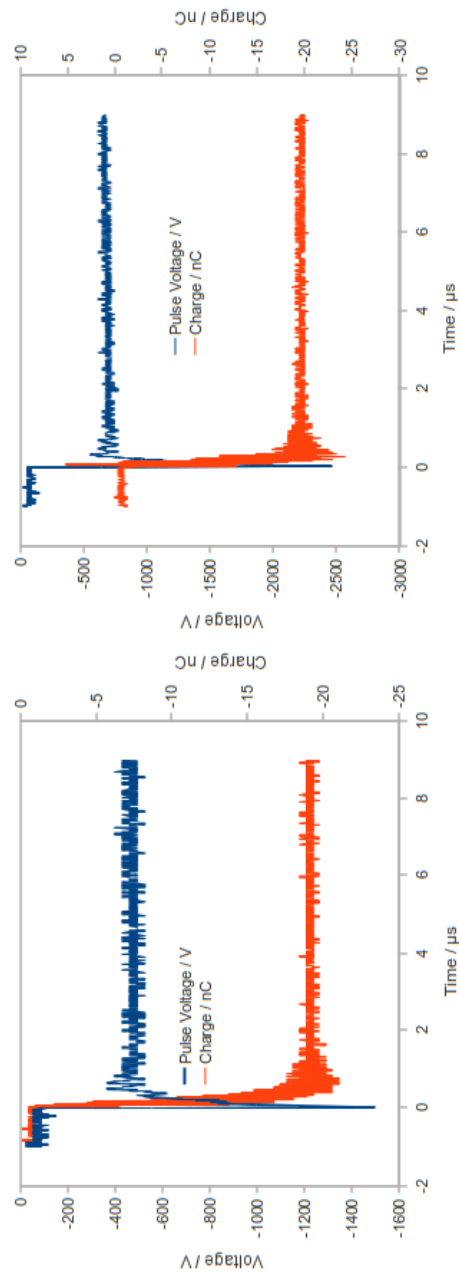 Voltage / V
0
-200
-400
-600
-800
-1000
-1200
-1400
-1600
Pulse Voltage / V
Charge / nC
0
-5
-10
-15
-20
-25
Charge / nC
-2 0 2 4 6 8 10
Time / µs
Voltage / V
0
-500
-1000
-1500
-2000
-2500
-3000
Pulse Voltage / V
Charge / nC
10
5
0
-5
-10
-15
-20
-25
-30
Charge / nC
-2 0 2 4 6 8 10
Time / µs